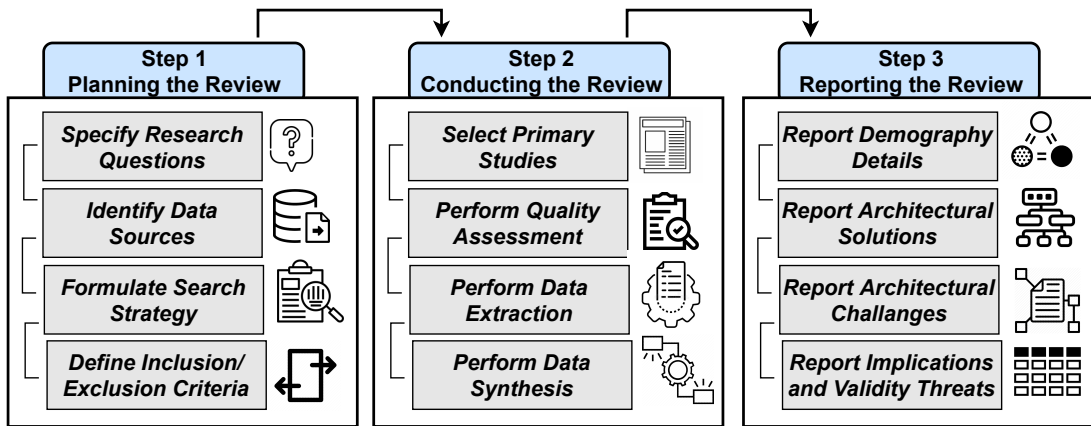 Step 1
Planning the Review
Specify Research
Questions
Identify Data
Sources
Formulate Search
Strategy
Define Inclusion/
Exclusion Criteria
Step 2
Conducting the Review
Select Primary
Studies
Perform Quality
Assessment
Perform Data
Extraction
Perform Data
Synthesis
Step 3
Reporting the Review
Report Demography
Details
Report Architectural
Solutions
Report Architectural
Challanges
Report Implications
and Validity Threats